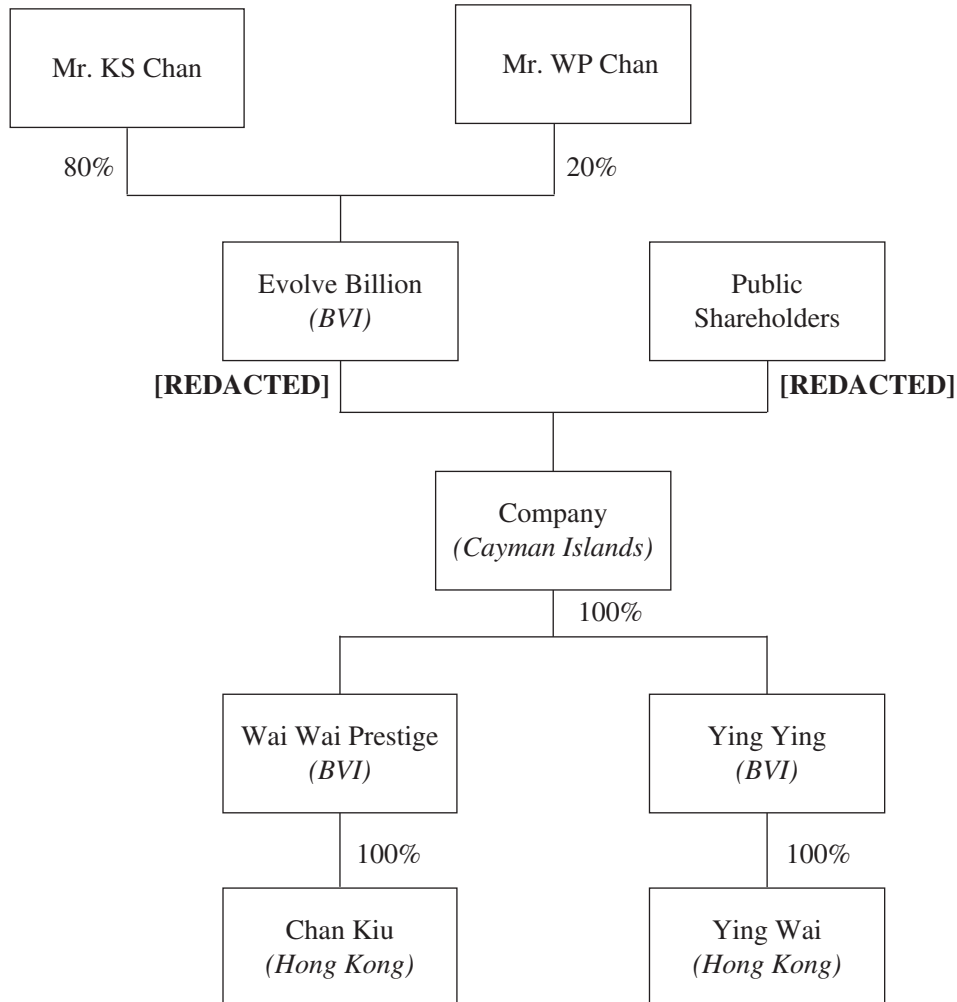 Mr. KS Chan
Mr. WP Chan
80%
20%
Evolve Billion
(BVI)
Public
Shareholders
[REDACTED]
[REDACTED]
Company
(Cayman Islands)
100%
Wai Wai Prestige
(BVI)
Ying Ying
(BVI)
100%
100%
Chan Kiu
(Hong Kong)
Ying Wai
(Hong Kong)